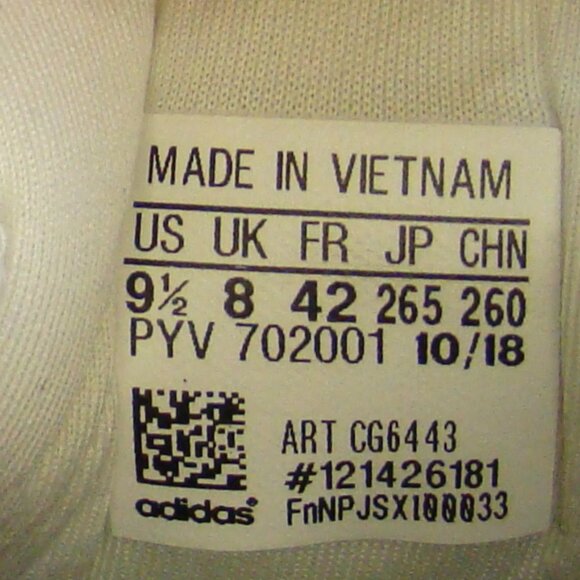 MADE IN VIETNAM
US UK FR JP CHN
9½ 8 42 265 260
PYV 702001 10/18
ART CG6443
#121426181
adidas® FnNPJSX100033